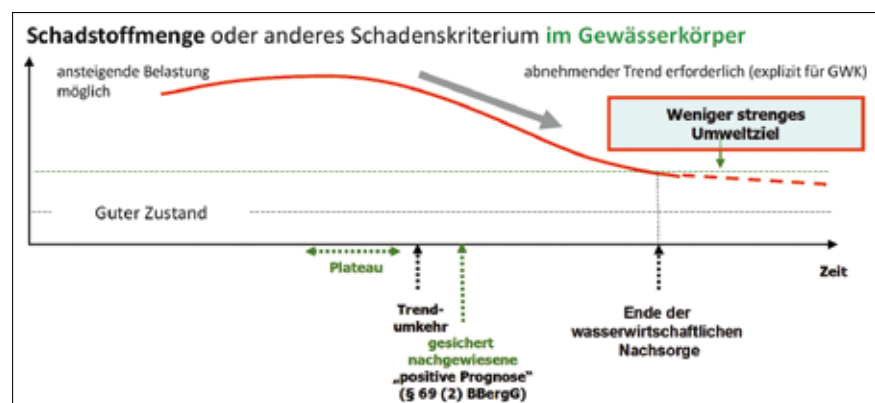 Schadstoffmenge oder anderes Schadenskriterium im Gewässerkörper
ansteigende Belastung
möglich
abnehmender Trend erforderlich (explizit für GWK)
Weniger strenges
Umweltziel
Guter Zustand
Plateau
Zeit
Trend-
umkehr
gesichert
nachgewiesene
„positive Prognose“
(§ 69 (2) BBergG)
Ende der
wasserwirtschaftlichen
Nachsorge